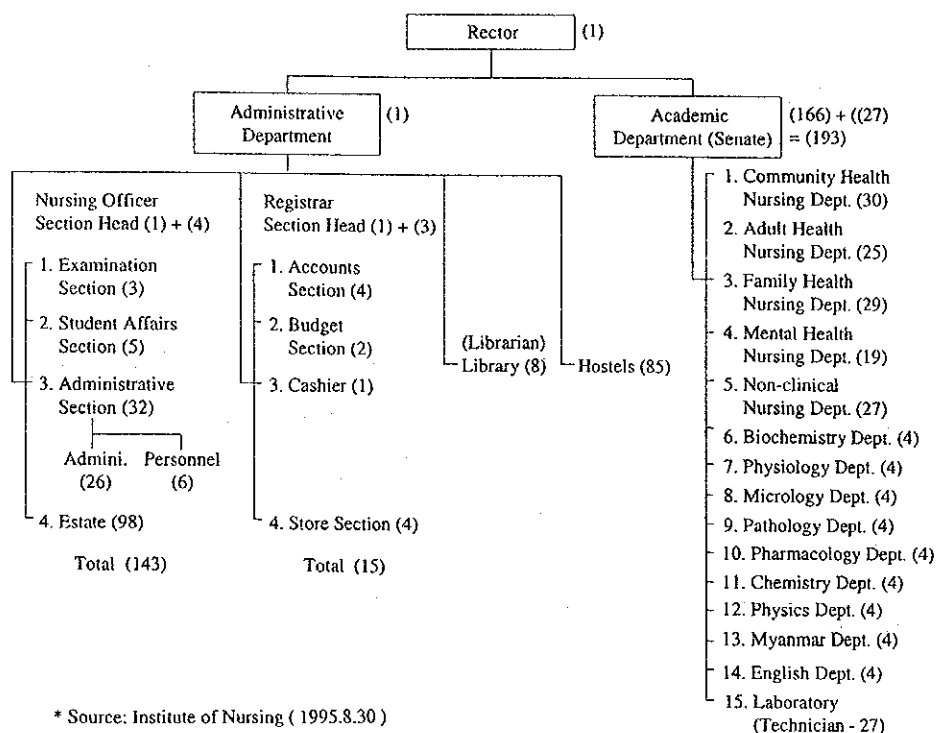 Rector (1)
Administrative
Department
(1)
Academic
Department (Senate)
(166) + ((27)
= (193)
Nursing Officer
Section Head (1) + (4)
1. Examination
Section (3)
2. Student Affairs
Section (5)
3. Administrative
Section (32)
Admini.
(26)
Personnel
(6)
4. Estate (98)
Total (143)
Registrar
Section Head (1) + (3)
1. Accounts
Section (4)
2. Budget
Section (2)
3. Cashier (1)
4. Store Section (4)
Total (15)
(Librarian)
Library (8)
Hostels (85)
1. Community Health
Nursing Dept. (30)
2. Adult Health
Nursing Dept. (25)
3. Family Health
Nursing Dept. (29)
4. Mental Health
Nursing Dept. (19)
5. Non-clinical
Nursing Dept. (27)
6. Biochemistry Dept. (4)
7. Physiology Dept. (4)
8. Micrology Dept. (4)
9. Pathology Dept. (4)
10. Pharmacology Dept. (4)
11. Chemistry Dept. (4)
12. Physics Dept. (4)
13. Myanmar Dept. (4)
14. English Dept. (4)
15. Laboratory
(Technician - 27)
* Source: Institute of Nursing ( 1995.8.30 )